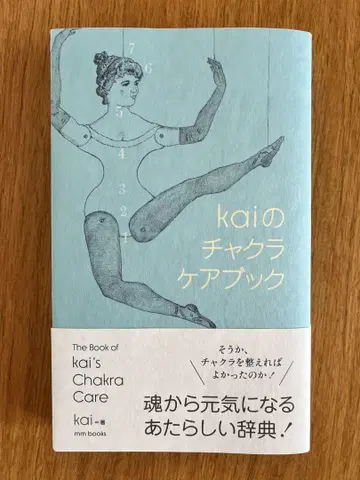 7
6
5
4
3
2
1
kaiの
チャクラ
ケアブック
The Book of
kai's
Chakra
Care
kai＝著
mm books
そうか、
チャクラを整えれば
よかったのか！
魂から元気になる
あたらしい辞典！